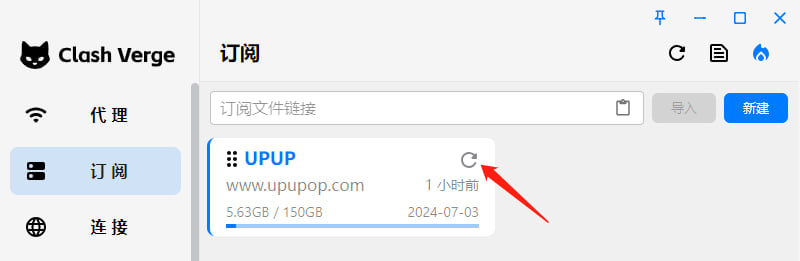 Clash Verge
订阅
代理
订阅文件链接
导入
新建
订阅
UPUP
www.upupop.com
1 小时前
5.63GB / 150GB
2024-07-03
连接